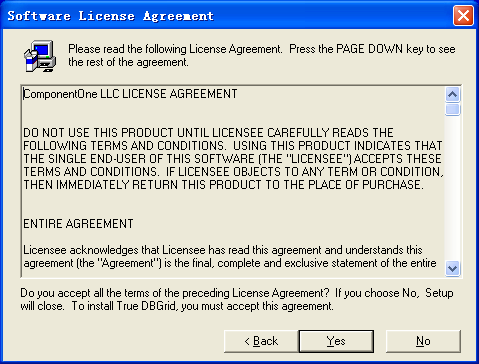 Software License Agreement
Please read the following License Agreement. Press the PAGE DOWN key to see
the rest of the agreement.
ComponentOne LLC LICENSE AGREEMENT
DO NOT USE THIS PRODUCT UNTIL LICENSEE CAREFULLY READS THE
FOLLOWING TERMS AND CONDITIONS. USING THIS PRODUCT INDICATES THAT
THE SINGLE END-USER OF THIS SOFTWARE (THE "LICENSEE") ACCEPTS THESE
TERMS AND CONDITIONS. IF LICENSEE OBJECTS TO ANY TERM OR CONDITION,
THEN IMMEDIATELY RETURN THIS PRODUCT TO THE PLACE OF PURCHASE.
ENTIRE AGREEMENT
Licensee acknowledges that Licensee has read this agreement and understands this
agreement (the "Agreement") is the final, complete and exclusive statement of the entire
Do you accept all the terms of the preceding License Agreement? If you choose No, Setup
will close. To install True DBGrid, you must accept this agreement.
< Back Yes No